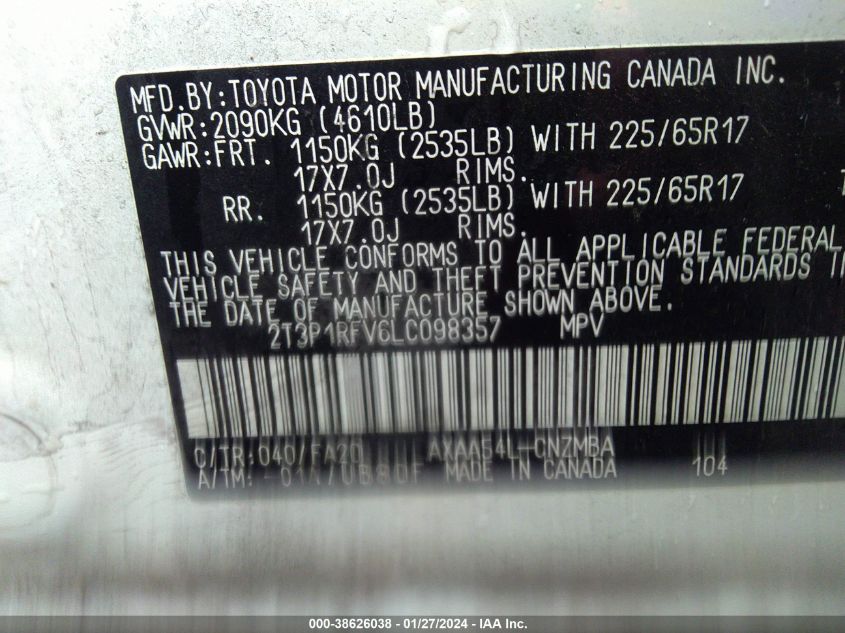 MFD.BY:TOYOTA MOTOR MANUFACTURING CANADA INC.
GVWR:2090KG (4610LB)
GAWR:FRT. 1150KG (2535LB) WITH 225/65R17
17X7.0J RIMS.
RR. 1150KG (2535LB) WITH 225/65R17
17X7.0J RIMS.
THIS VEHICLE CONFORMS TO ALL APPLICABLE FEDERAL
VEHICLE SAFETY AND THEFT PREVENTION STANDARDS
THE DATE OF MANUFACTURE SHOWN ABOVE.
2T3P1RFV6LC098357 MPV
C/TR:040/FA20 AXAA54L-CNZMBA
A/TM: MADE IN CANADA 104
000-38626038 - 01/27/2024 - IAA Inc.